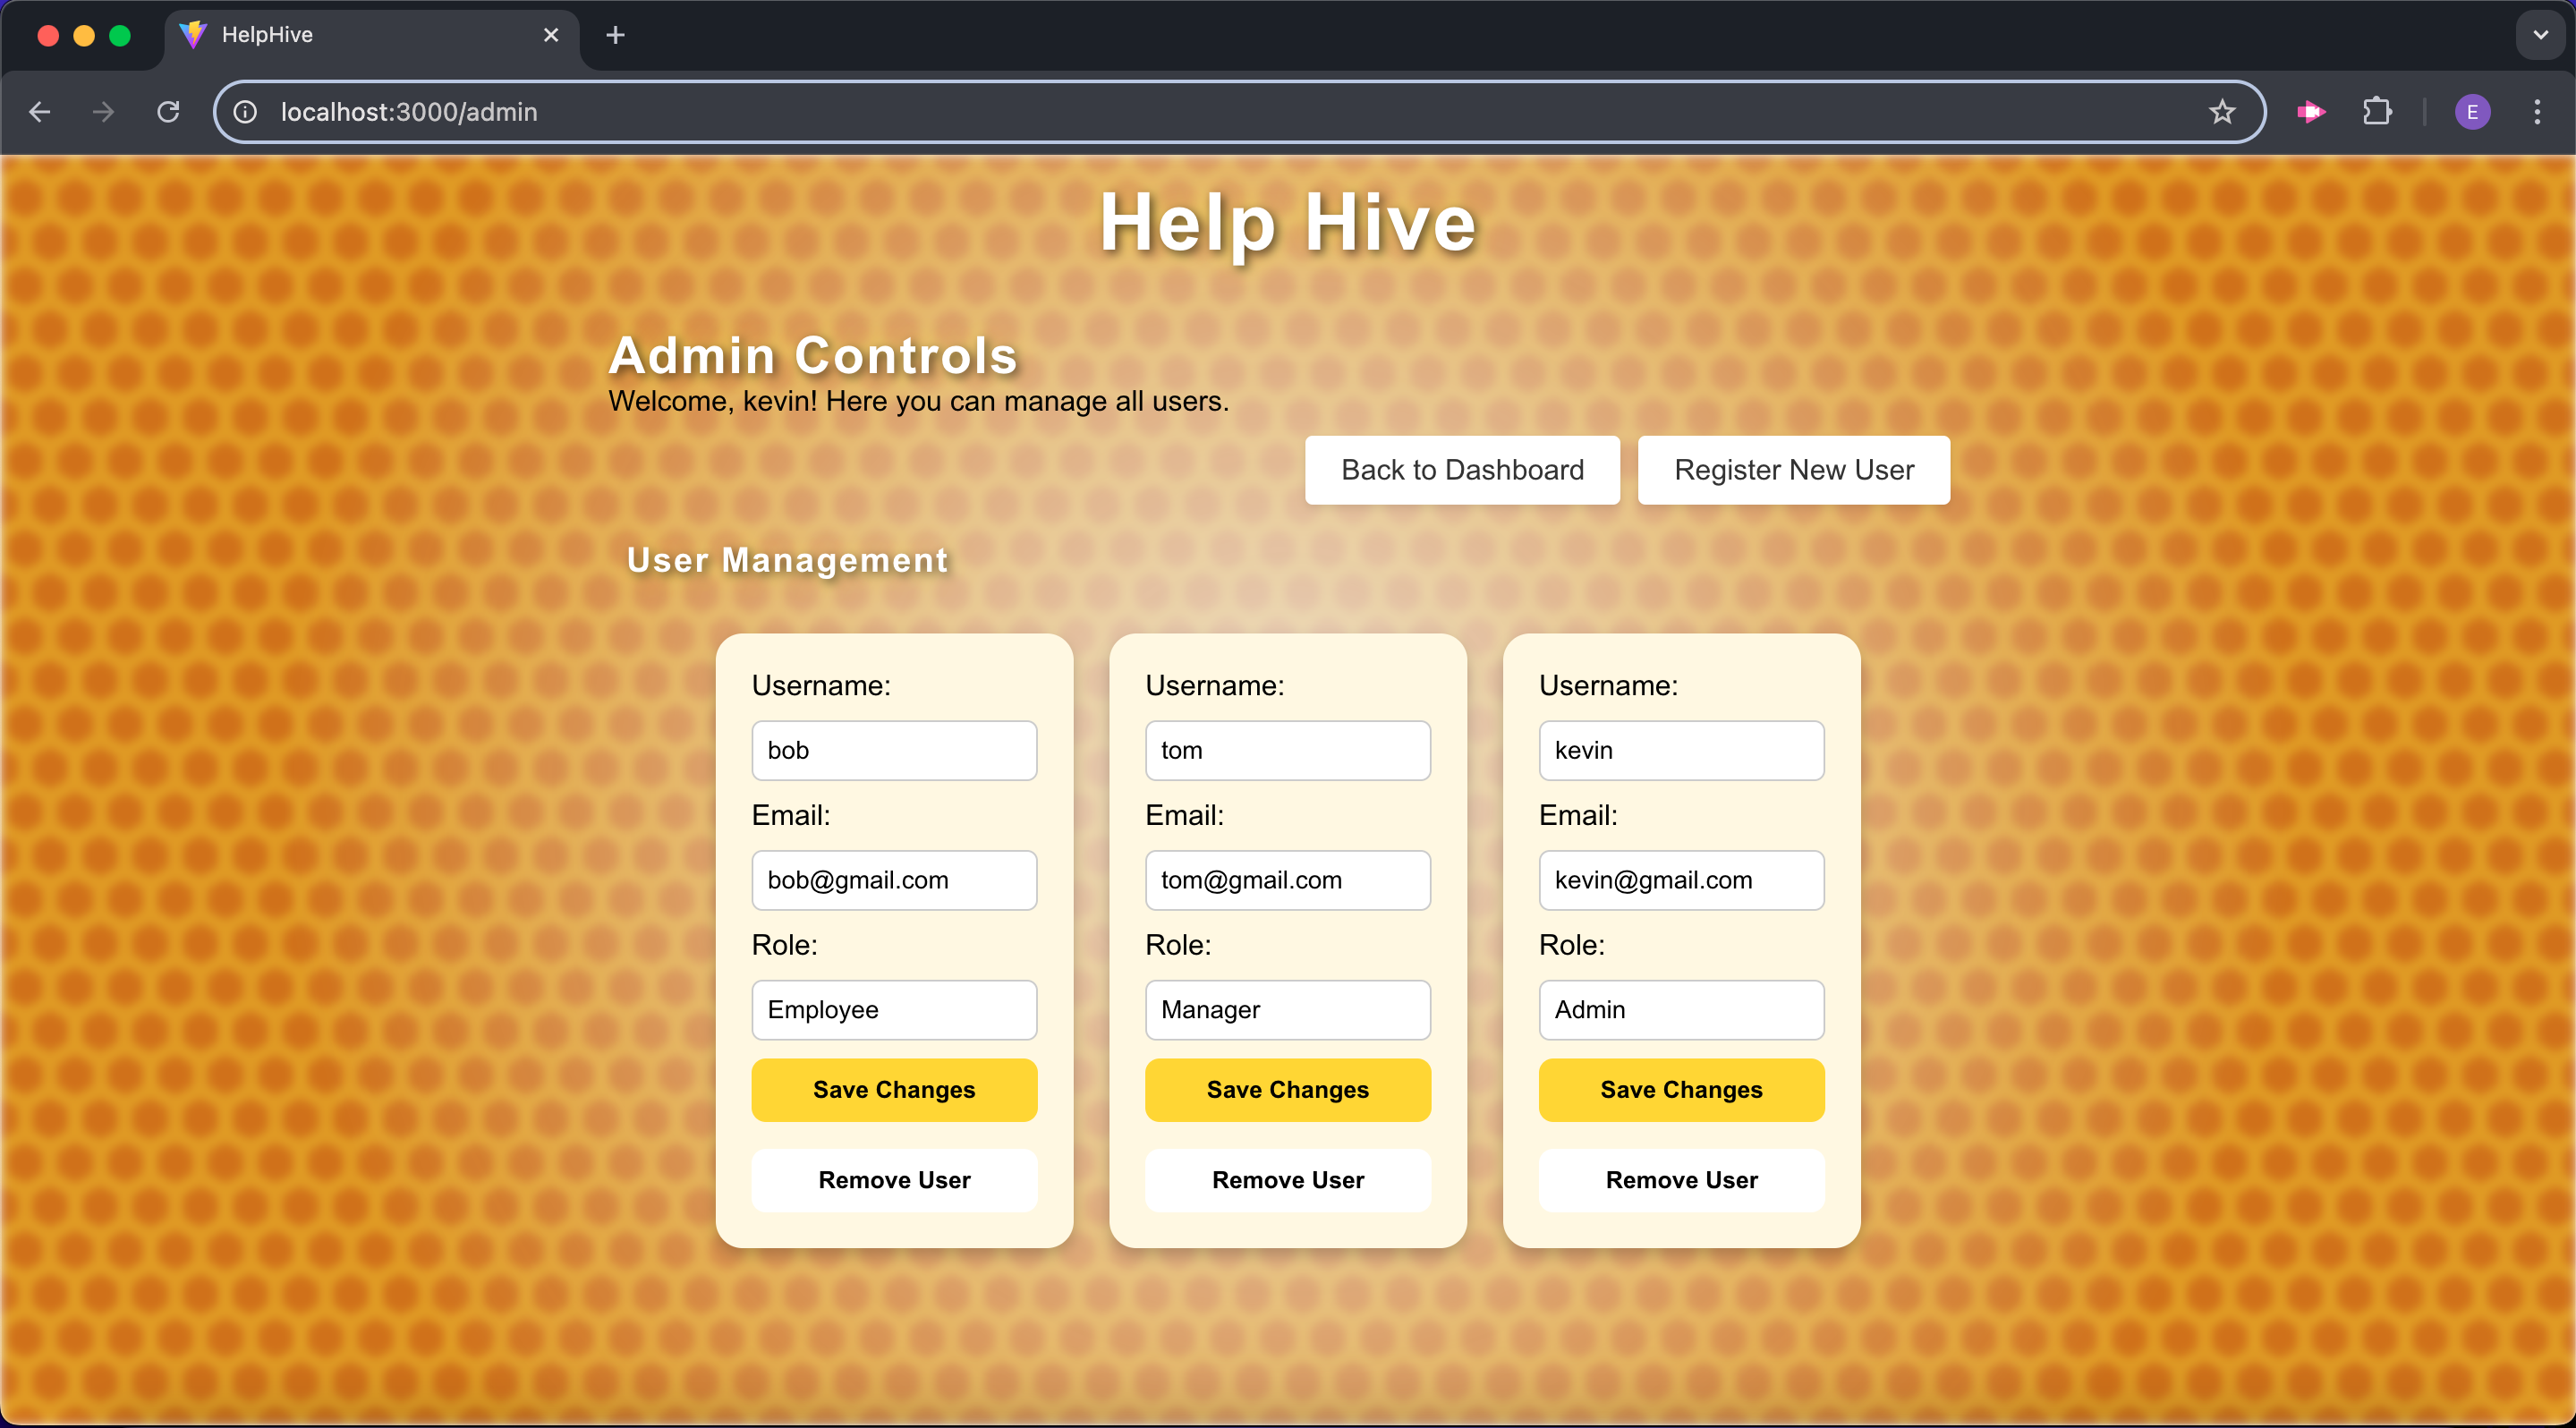 HelpHive
localhost:3000/admin
E
Help Hive
Admin Controls
Welcome, kevin! Here you can manage all users.
Back to Dashboard
Register New User
User Management
Username:
bob
Email:
bob@gmail.com
Role:
Employee
Save Changes
Remove User
Username:
tom
Email:
tom@gmail.com
Role:
Manager
Save Changes
Remove User
Username:
kevin
Email:
kevin@gmail.com
Role:
Admin
Save Changes
Remove User